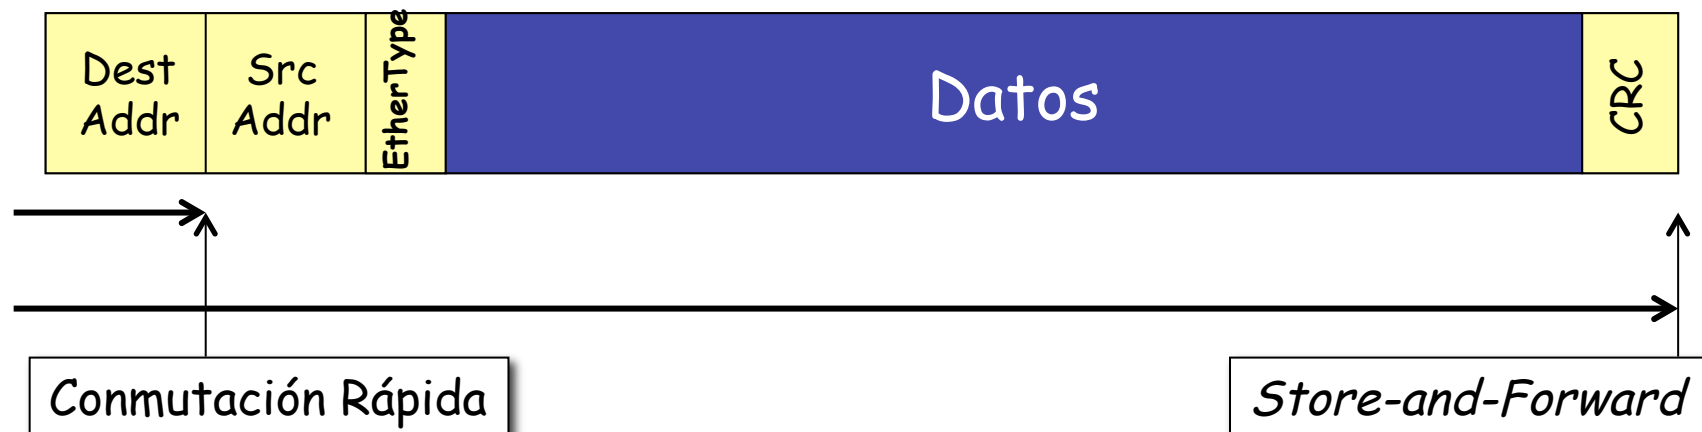 Dest
Addr
Src
Addr
EtherType
Datos
CRC
Conmutación Rápida
Store-and-Forward